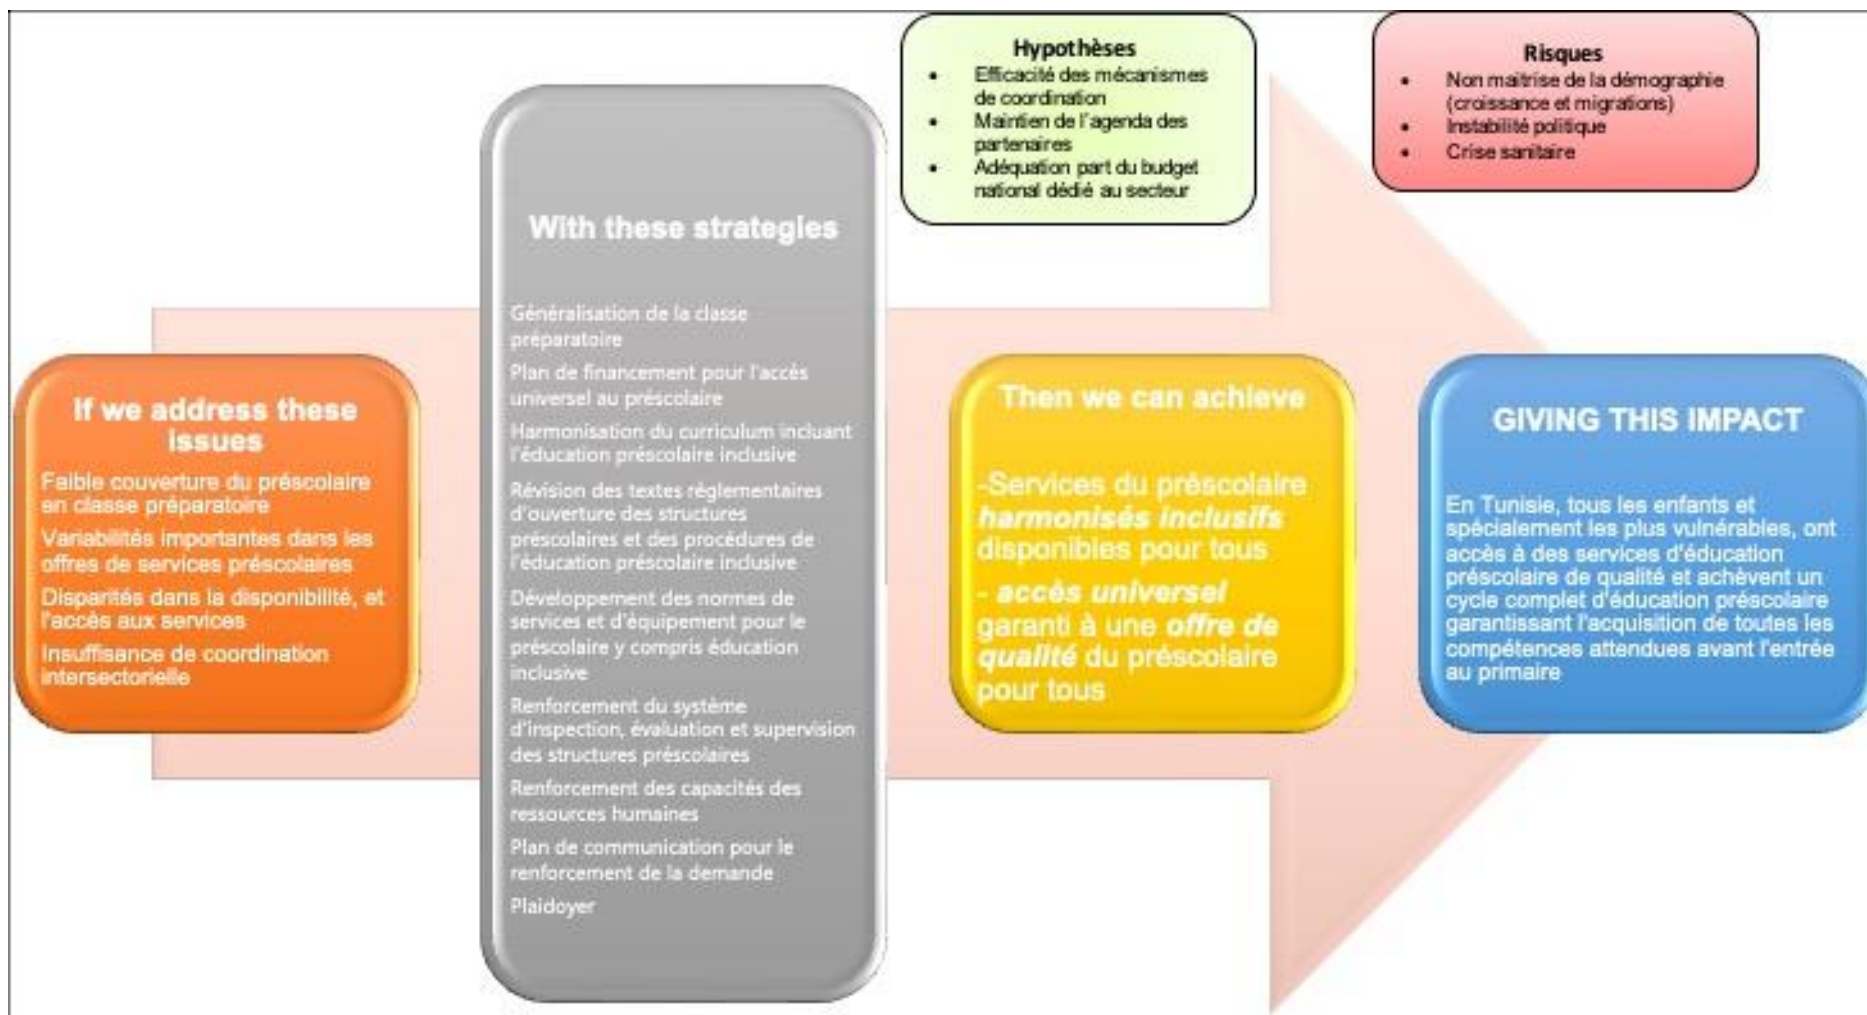 Hypothèses
• Efficacité des mécanismes
de coordination
• Maintien de l'agenda des
partenaires
• Adéquation part du budget
national dédié au secteur
Risques
• Non maitrise de la démographie
(croissance et migrations)
• Instabilité politique
• Crise sanitaire
If we address these
issues
Faible couverture du préscolaire
en classe préparatoire
Variabilités importantes dans les
offres de services préscolaires
Disparités dans la disponibilité, et
l'accès aux services
Insuffisance de coordination
intersectorielle
With these strategies
Généralisation de la classe
préparatoire
Plan de financement pour l'accès
universel au préscolaire
Harmonisation du curriculum incluant
l'éducation préscolaire inclusive
Révision des textes règlementaires
d'ouverture des structures
préscolaires et des procédures de
l'éducation préscolaire inclusive
Développement des normes de
services et d'équipement pour le
préscolaire y compris éducation
inclusive
Renforcement du système
d'inspection, évaluation et supervision
des structures préscolaires
Renforcement des capacités des
ressources humaines
Plan de communication pour le
renforcement de la demande
Plaidoyer
Then we can achieve
-Services du préscolaire
harmonisés inclusifs
disponibles pour tous
- accès universel
garanti à une offre de
qualité du préscolaire
pour tous
GIVING THIS IMPACT
En Tunisie, tous les enfants et
spécialement les plus vulnérables, ont
accès à des services d'éducation
préscolaire de qualité et achèvent un
cycle complet d'éducation préscolaire
garantissant l'acquisition de toutes les
compétences attendues avant l'entrée
au primaire